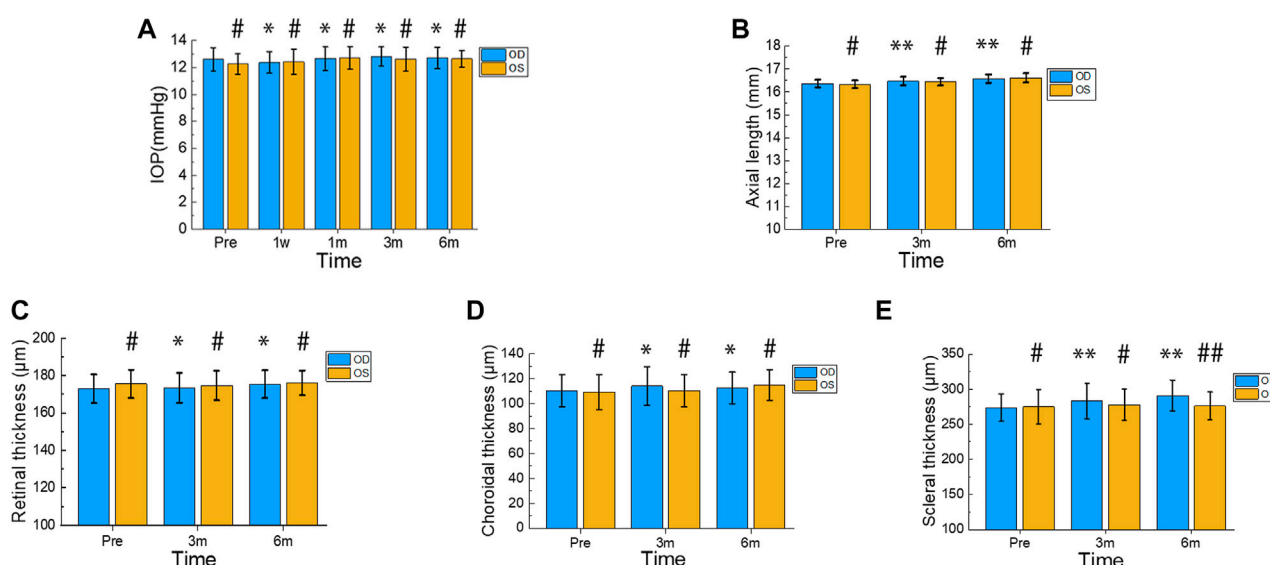 A
# * # * # * # * #
IOP(mmHg)
14
12
10
8
6
4
2
0
Pre 1w 1m 3m 6m
Time
OD
OS
B
# ** # ** #
Axial length (mm)
18
17
16
15
14
13
12
11
10
Pre 3m 6m
Time
OD
OS
C
# * # * #
Retinal thickness (μm)
200
180
160
140
120
100
Pre 3m 6m
Time
OD
OS
D
# * # * #
Choroidal thickness (μm)
140
120
100
80
60
40
20
0
Pre 3m 6m
Time
OD
OS
E
# ** # ** ##
Scleral thickness (μm)
350
300
250
200
150
100
Pre 3m 6m
Time
O
O